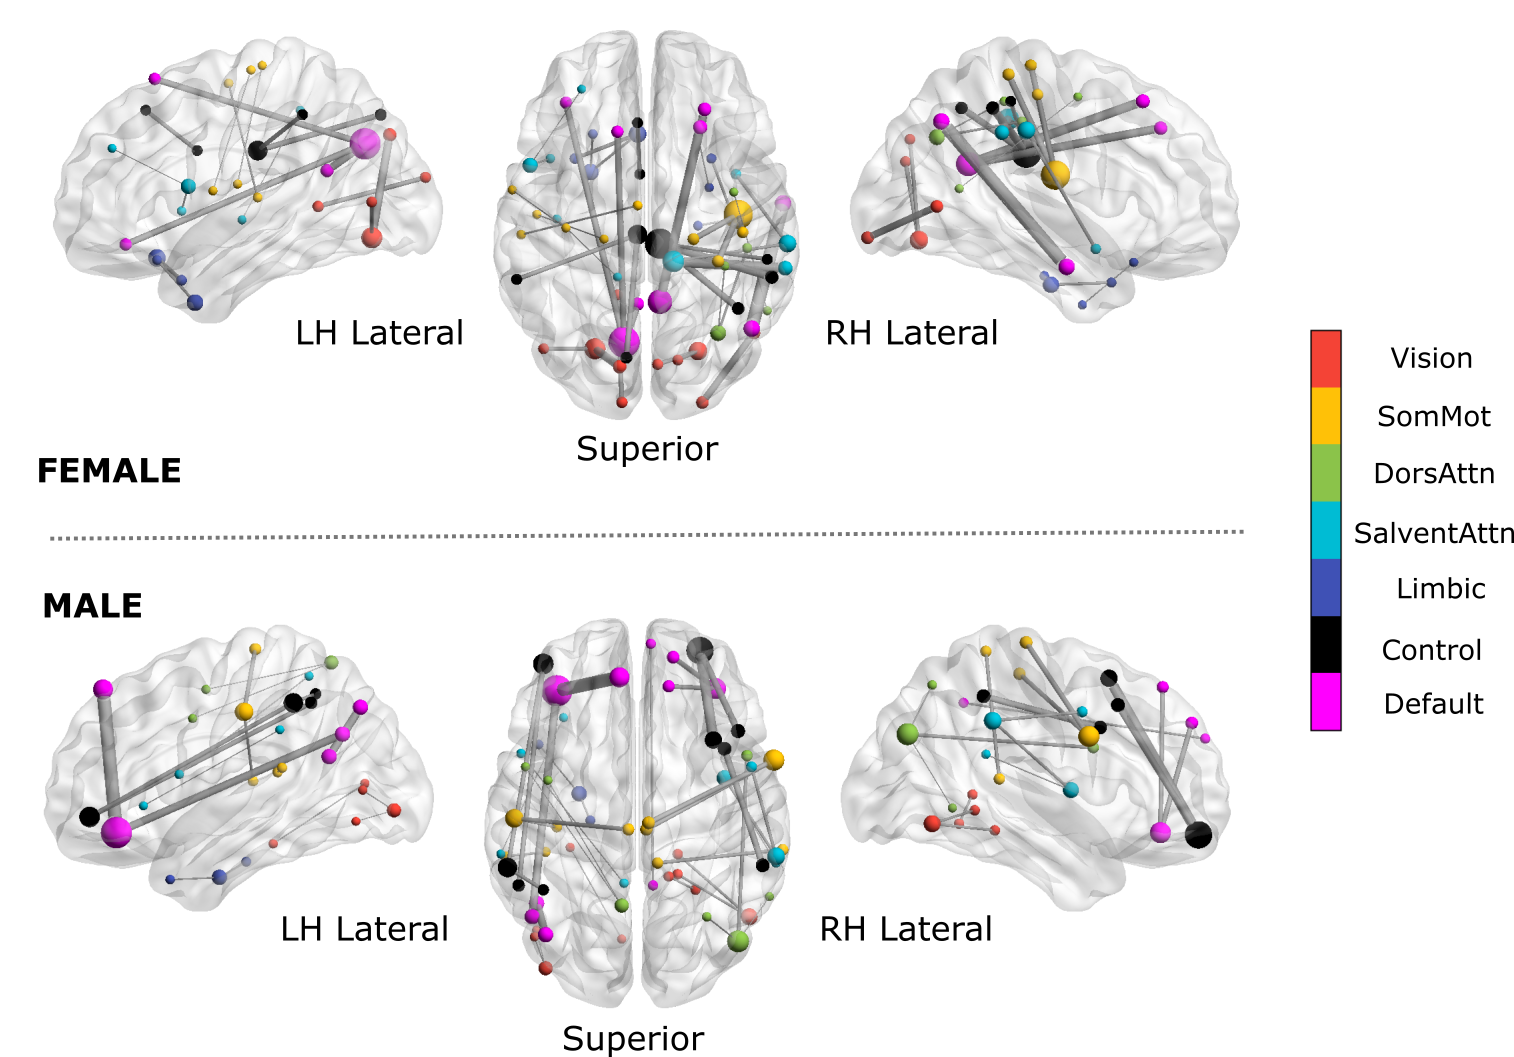 LH Lateral
RH Lateral
Superior
FEMALE
MALE
LH Lateral
RH Lateral
Superior
Vision
SomMot
DorsAttn
SalventAttn
Limbic
Control
Default